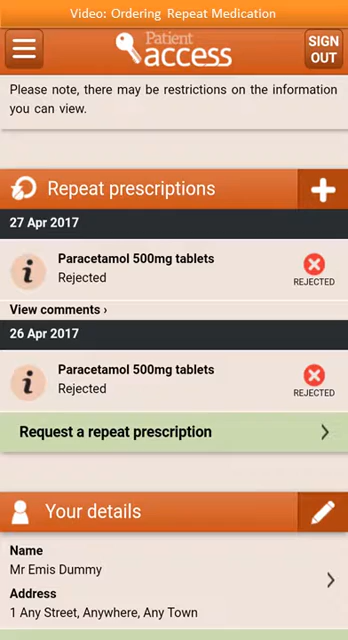 Video: Ordering Repeat Medication
Patient
access
SIGN
OUT
Please note, there may be restrictions on the information
you can view.
Repeat prescriptions
27 Apr 2017
Paracetamol 500mg tablets
Rejected
REJECTED
View comments ›
26 Apr 2017
Paracetamol 500mg tablets
Rejected
REJECTED
Request a repeat prescription
Your details
Name
Mr Emis Dummy
Address
1 Any Street, Anywhere, Any Town